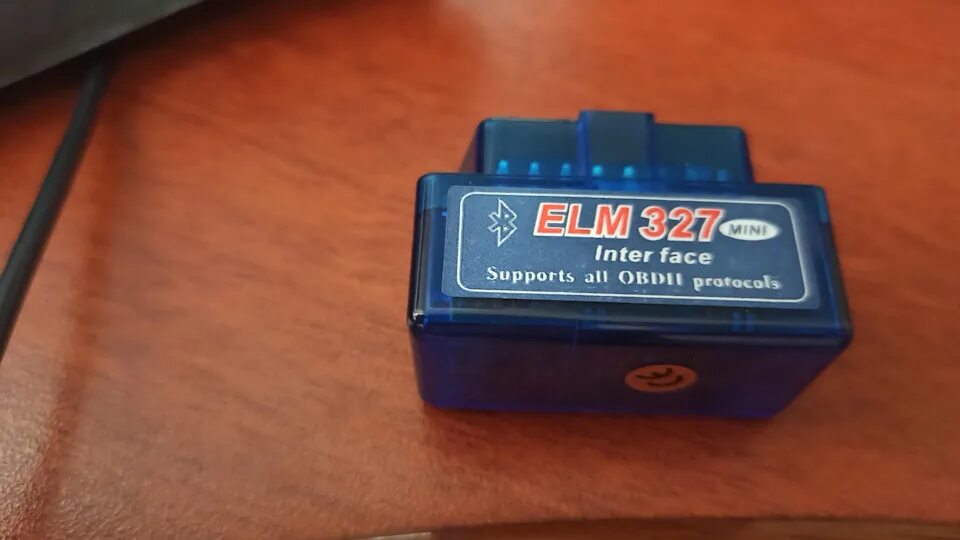 ELM 327 MINI
Inter face
Supports all OBDII protocols